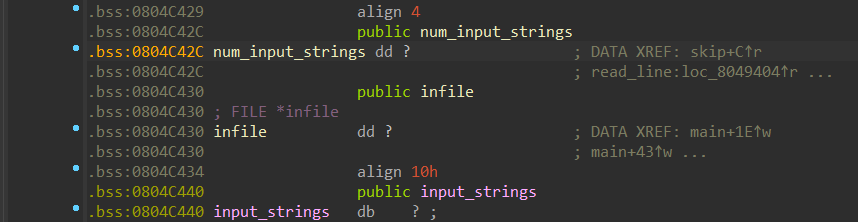 .bss:0804C429 align 4
.bss:0804C42C public num_input_strings
.bss:0804C42C num_input_strings dd ? ; DATA XREF: skip+C↑r
.bss:0804C42C ; read_line:loc_8049404↑r ...
.bss:0804C430 public infile
.bss:0804C430 ; FILE *infile
.bss:0804C430 infile dd ? ; DATA XREF: main+1E↑w
.bss:0804C430 ; main+43↑w ...
.bss:0804C434 align 10h
.bss:0804C440 public input_strings
.bss:0804C440 input_strings db ? ;